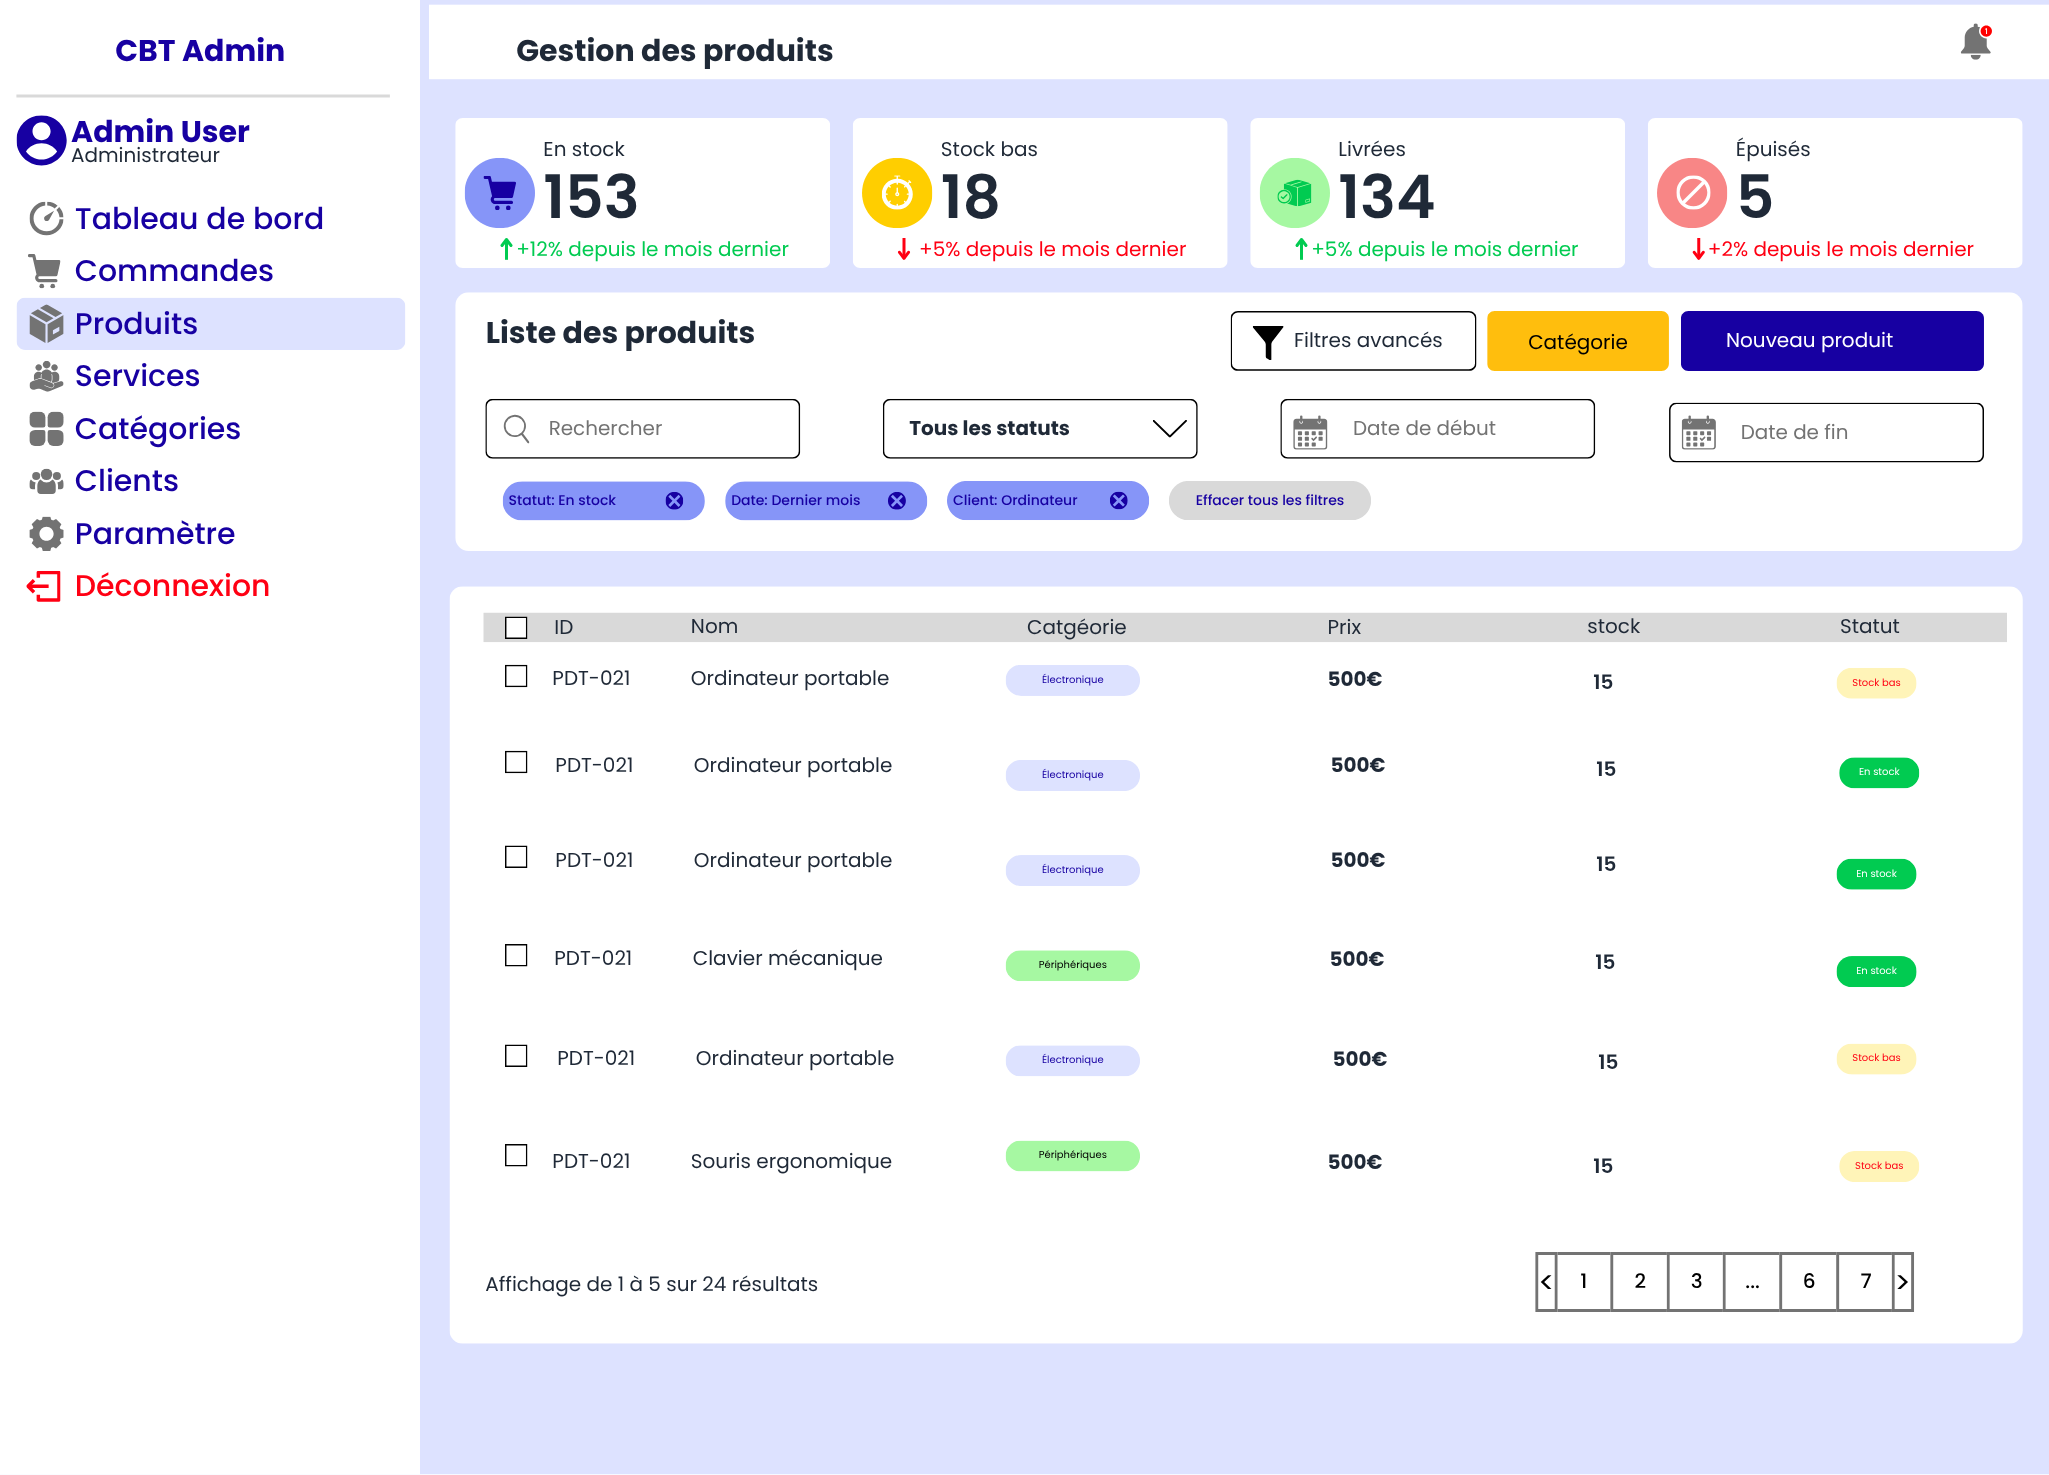 CBT Admin
Admin User
Administrateur
Tableau de bord
Commandes
Produits
Services
Catégories
Clients
Paramètre
Déconnexion
Gestion des produits
1
En stock
153
+12% depuis le mois dernier
Stock bas
18
+5% depuis le mois dernier
Livrées
134
+5% depuis le mois dernier
Épuisés
5
+2% depuis le mois dernier
Liste des produits
Filtres avancés
Catégorie
Nouveau produit
Rechercher
Tous les statuts
Date de début
Date de fin
Statut: En stock
Date: Dernier mois
Client: Ordinateur
Effacer tous les filtres
ID Nom Catgéorie Prix stock Statut
PDT-021 Ordinateur portable Électronique 500€ 15 Stock bas
PDT-021 Ordinateur portable Électronique 500€ 15 En stock
PDT-021 Ordinateur portable Électronique 500€ 15 En stock
PDT-021 Clavier mécanique Périphériques 500€ 15 En stock
PDT-021 Ordinateur portable Électronique 500€ 15 Stock bas
PDT-021 Souris ergonomique Périphériques 500€ 15 Stock bas
Affichage de 1 à 5 sur 24 résultats
< 1 2 3 ... 6 7 >